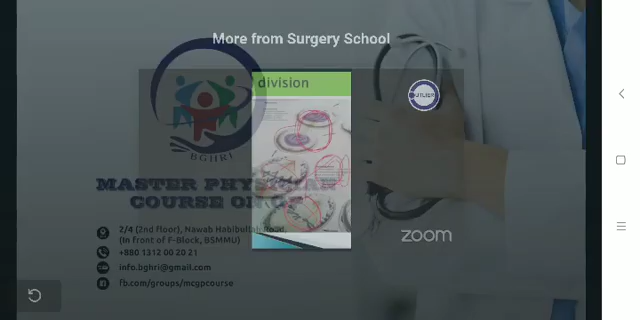 More from Surgery School
division
OUTLIER
BGHRI
MASTER PHYSICIAN
COURSE
2/4 (2nd floor), Nawab Habibullah Road,
(In front of F-Block, BSMMU)
+880 1312 00 20 21
info.bghri@gmail.com
fb.com/groups/mcgpcourse
zoom